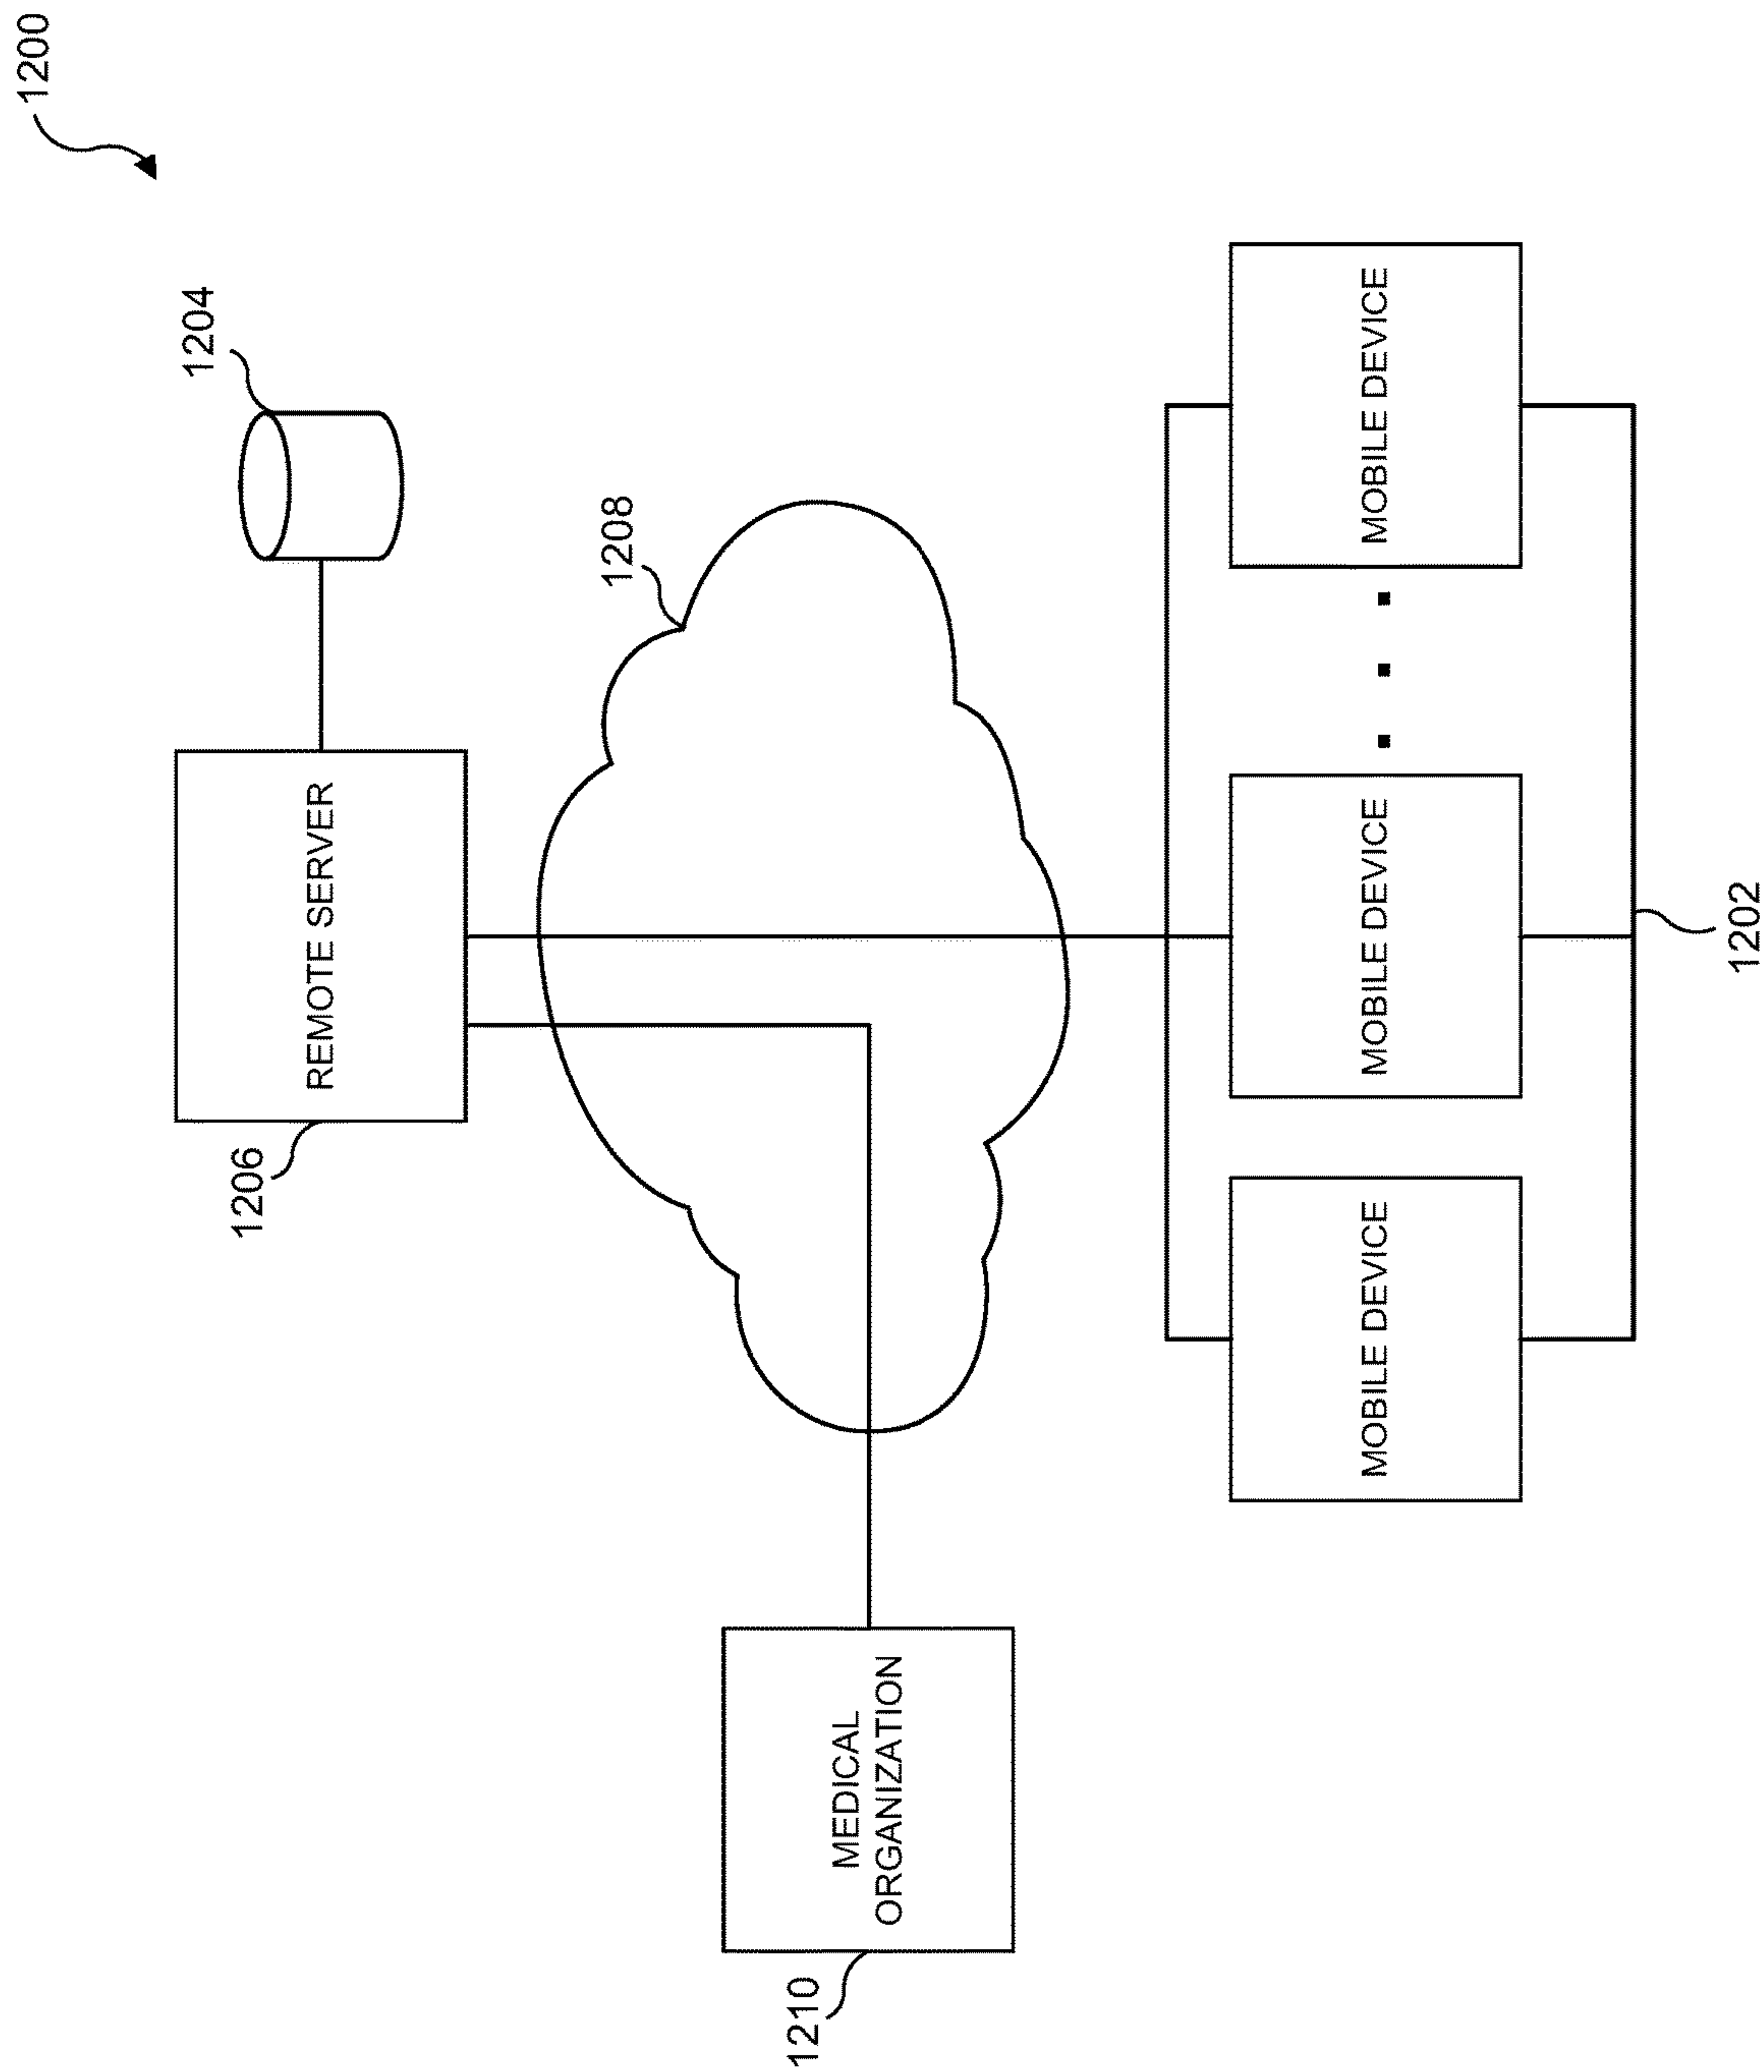 1200
1204
REMOTE SERVER
1206
1208
MEDICAL
ORGANIZATION
1210
MOBILE DEVICE
MOBILE DEVICE
MOBILE DEVICE
1202